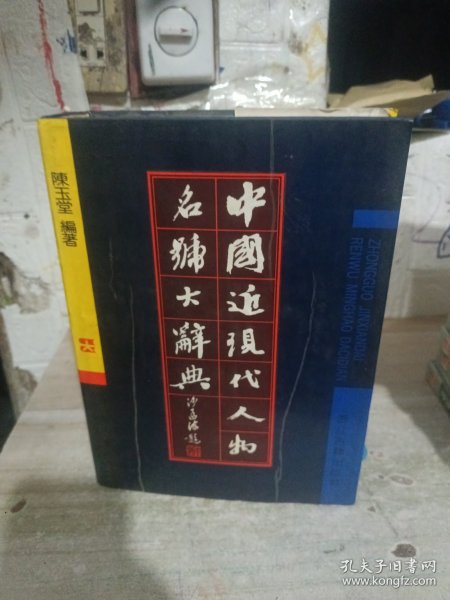 中國近現代人物
名號大辭典
沙孟海題
陳玉堂 編著
ZHONGGUO JINXIANDAI
RENWU MINGHAO DACIDIAN
孔夫子旧书网
www.kongfz.com